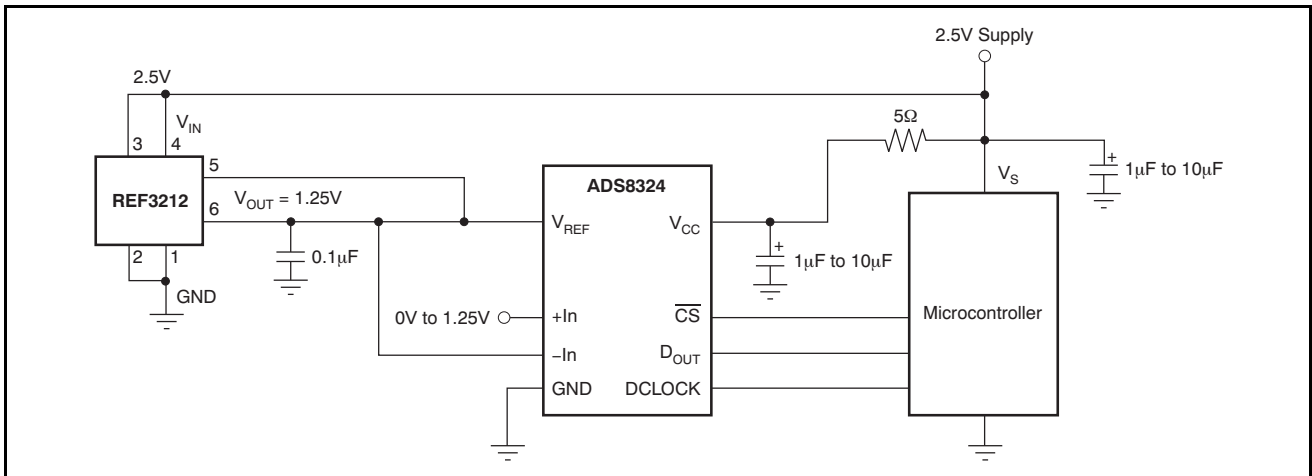 2.5V Supply
2.5V
V_IN
3
4
5Ω
+
1μF to 10μF
V_S
REF3212
5
V_OUT = 1.25V
6
2
1
GND
0.1μF
ADS8324
V_REF
V_CC
+
1μF to 10μF
0V to 1.25V
+In
−In
GND
C̅S̅
D_OUT
DCLOCK
Microcontroller